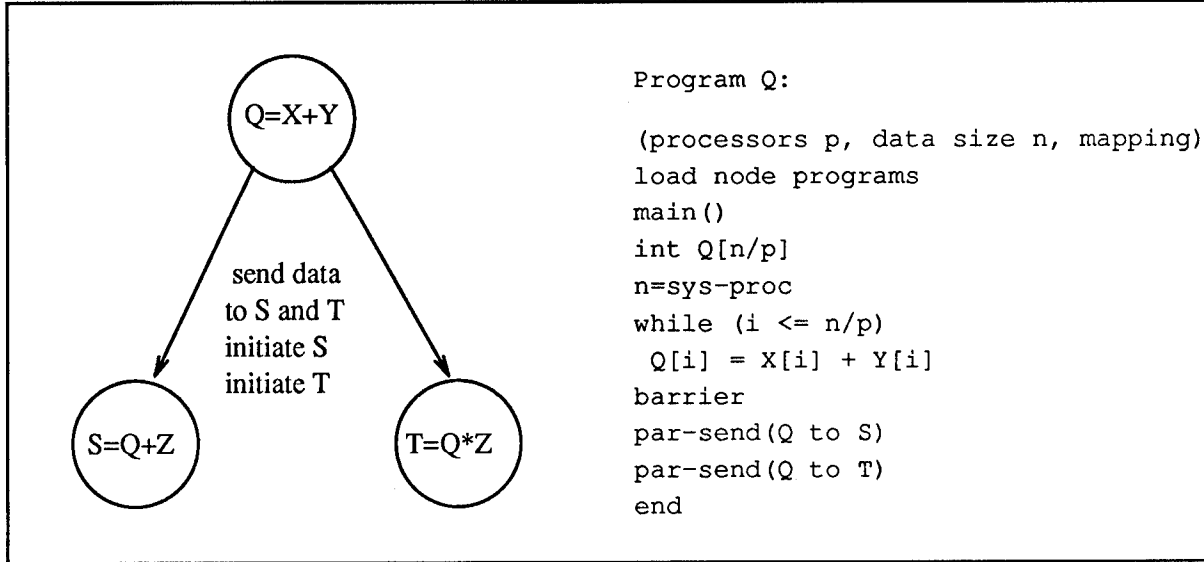 Q=X+Y
send data
to S and T
initiate S
initiate T
S=Q+Z
T=Q*Z
Program Q:
(processors p, data size n, mapping)
load node programs
main()
int Q[n/p]
n=sys-proc
while (i <= n/p)
Q[i] = X[i] + Y[i]
barrier
par-send(Q to S)
par-send(Q to T)
end